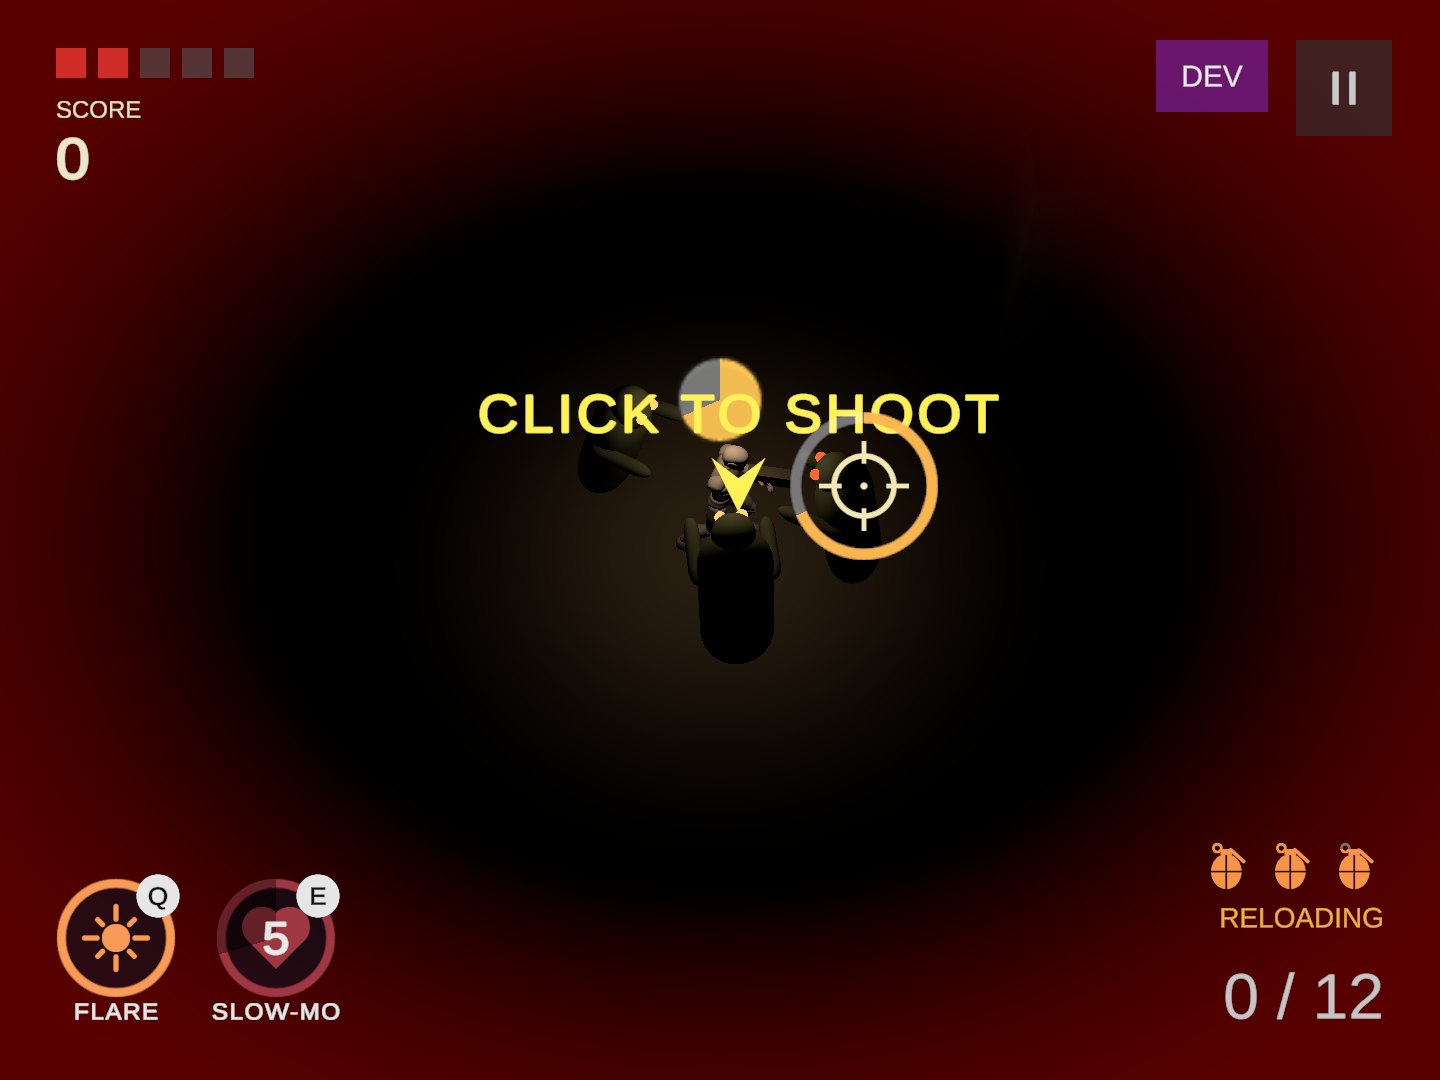 SCORE
0
DEV
CLICK TO SHOOT
Q
E
5
FLARE
SLOW-MO
RELOADING
0 / 12